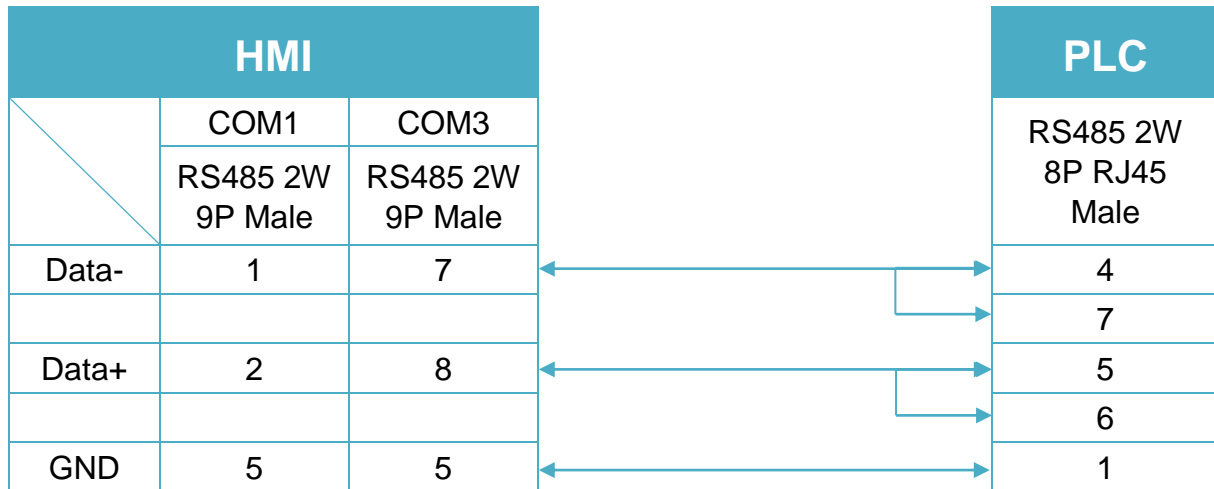 HMI PLC
COM1 COM3
RS485 2W
9P Male
RS485 2W
9P Male
RS485 2W
8P RJ45
Male
Data- 1 7 4
7
Data+ 2 8 5
6
GND 5 5 1